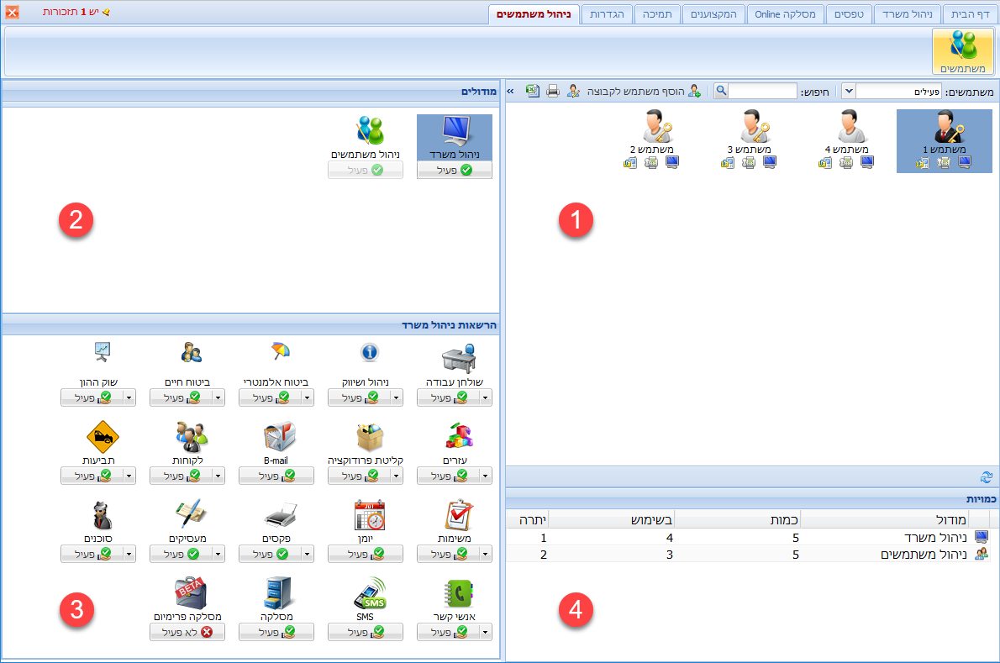 דף הבית
ניהול משרד
טפסים
מסלקה Online
המקצוענים
תמיכה
הגדרות
ניהול משתמשים
יש 1 תזכורות
משתמשים
משתמשים: פעילים
חיפוש:
הוסף משתמש לקבוצה
«
משתמש 1
משתמש 4
משתמש 3
משתמש 2
1
כמויות
מודול כמות בשימוש יתרה
ניהול משרד 5 4 1
ניהול משתמשים 5 3 2
4
מודולים
ניהול משרד
ניהול משתמשים
פעיל
פעיל
2
הרשאות ניהול משרד
שולחן עבודה
ניהול ושיווק
ביטוח אלמנטרי
ביטוח חיים
שוק ההון
פעיל
פעיל
פעיל
פעיל
פעיל
עזרים
קליטת פרודוקציה
B-mail
לקוחות
תביעות
פעיל
פעיל
פעיל
פעיל
פעיל
JUL
משימות
יומן
פקסים
מעסיקים
סוכנים
פעיל
פעיל
פעיל
פעיל
פעיל
SMS
BETA
אנשי קשר
SMS
מסלקה
מסלקה פרימיום
פעיל
פעיל
פעיל
לא פעיל
3